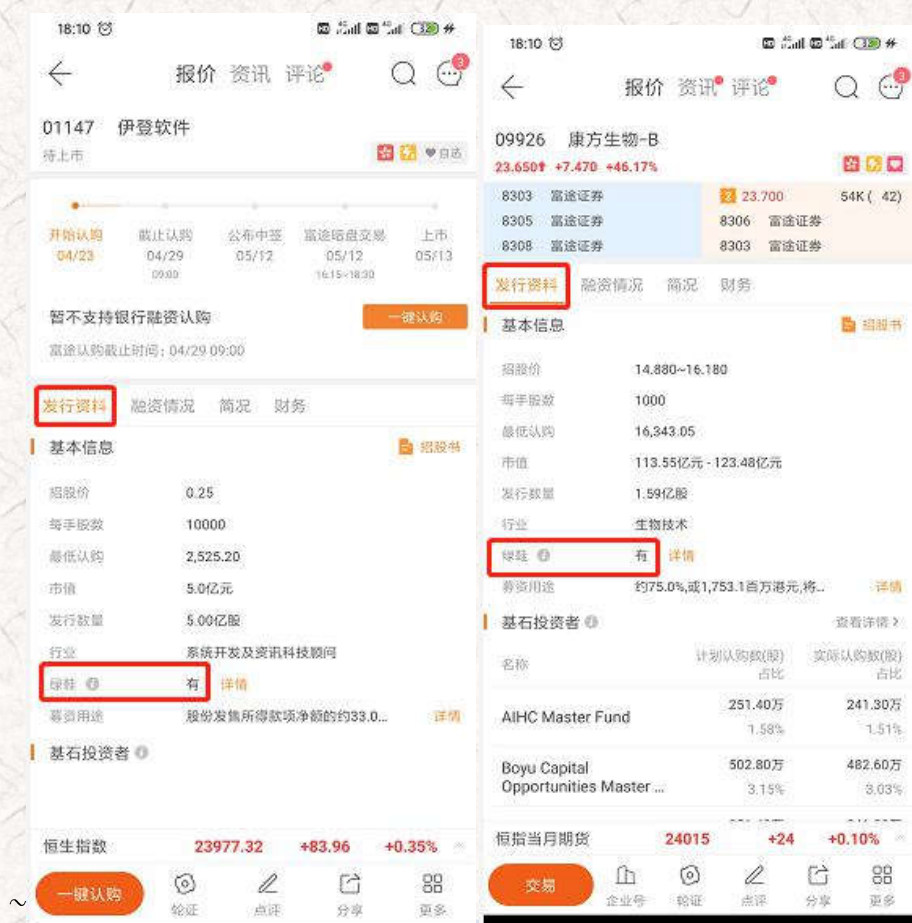 18:10
报价 资讯 评论
3
01147 伊登软件
待上市
自选
开始认购 截止认购 公布中签 富途暗盘交易 上市
04/23 04/29 05/12 05/12 05/13
09:00 16:15~18:30
暂不支持银行融资认购
一键认购
富途认购截止时间: 04/29 09:00
发行资料 融资情况 简况 财务
基本信息
招股书
招股价 0.25
每手股数 10000
最低认购 2,525.20
市值 5.0亿元
发行数量 5.00亿股
行业 系统开发及资讯科技顾问
绿鞋 有 详情
募资用途 股份发售所得款项净额的约33.0... 详情
基石投资者
恒生指数 23977.32 +83.96 +0.35%
~
一键认购
轮证 点评 分享 更多
18:10
报价 资讯 评论
3
09926 康方生物-B
23.650 +7.470 +46.17%
8303 富途证券
8305 富途证券
8308 富途证券
2 23.700 54K ( 42)
8306 富途证券
8303 富途证券
发行资料 融资情况 简况 财务
基本信息
招股书
招股价 14.880~16.180
每手股数 1000
最低认购 16,343.05
市值 113.55亿元 - 123.48亿元
发行数量 1.59亿股
行业 生物技术
绿鞋 有 详情
募资用途 约75.0%,或1,753.1百万港元,将... 详情
基石投资者 查看详情
名称 计划认购数(股) 实际认购数(股)
占比 占比
AIHC Master Fund 251.40万 241.30万
1.58% 1.51%
Boyu Capital 502.80万 482.60万
Opportunities Master ... 3.15% 3.03%
恒指当月期货 24015 +24 +0.10%
交易
企业号 轮证 点评 分享 更多